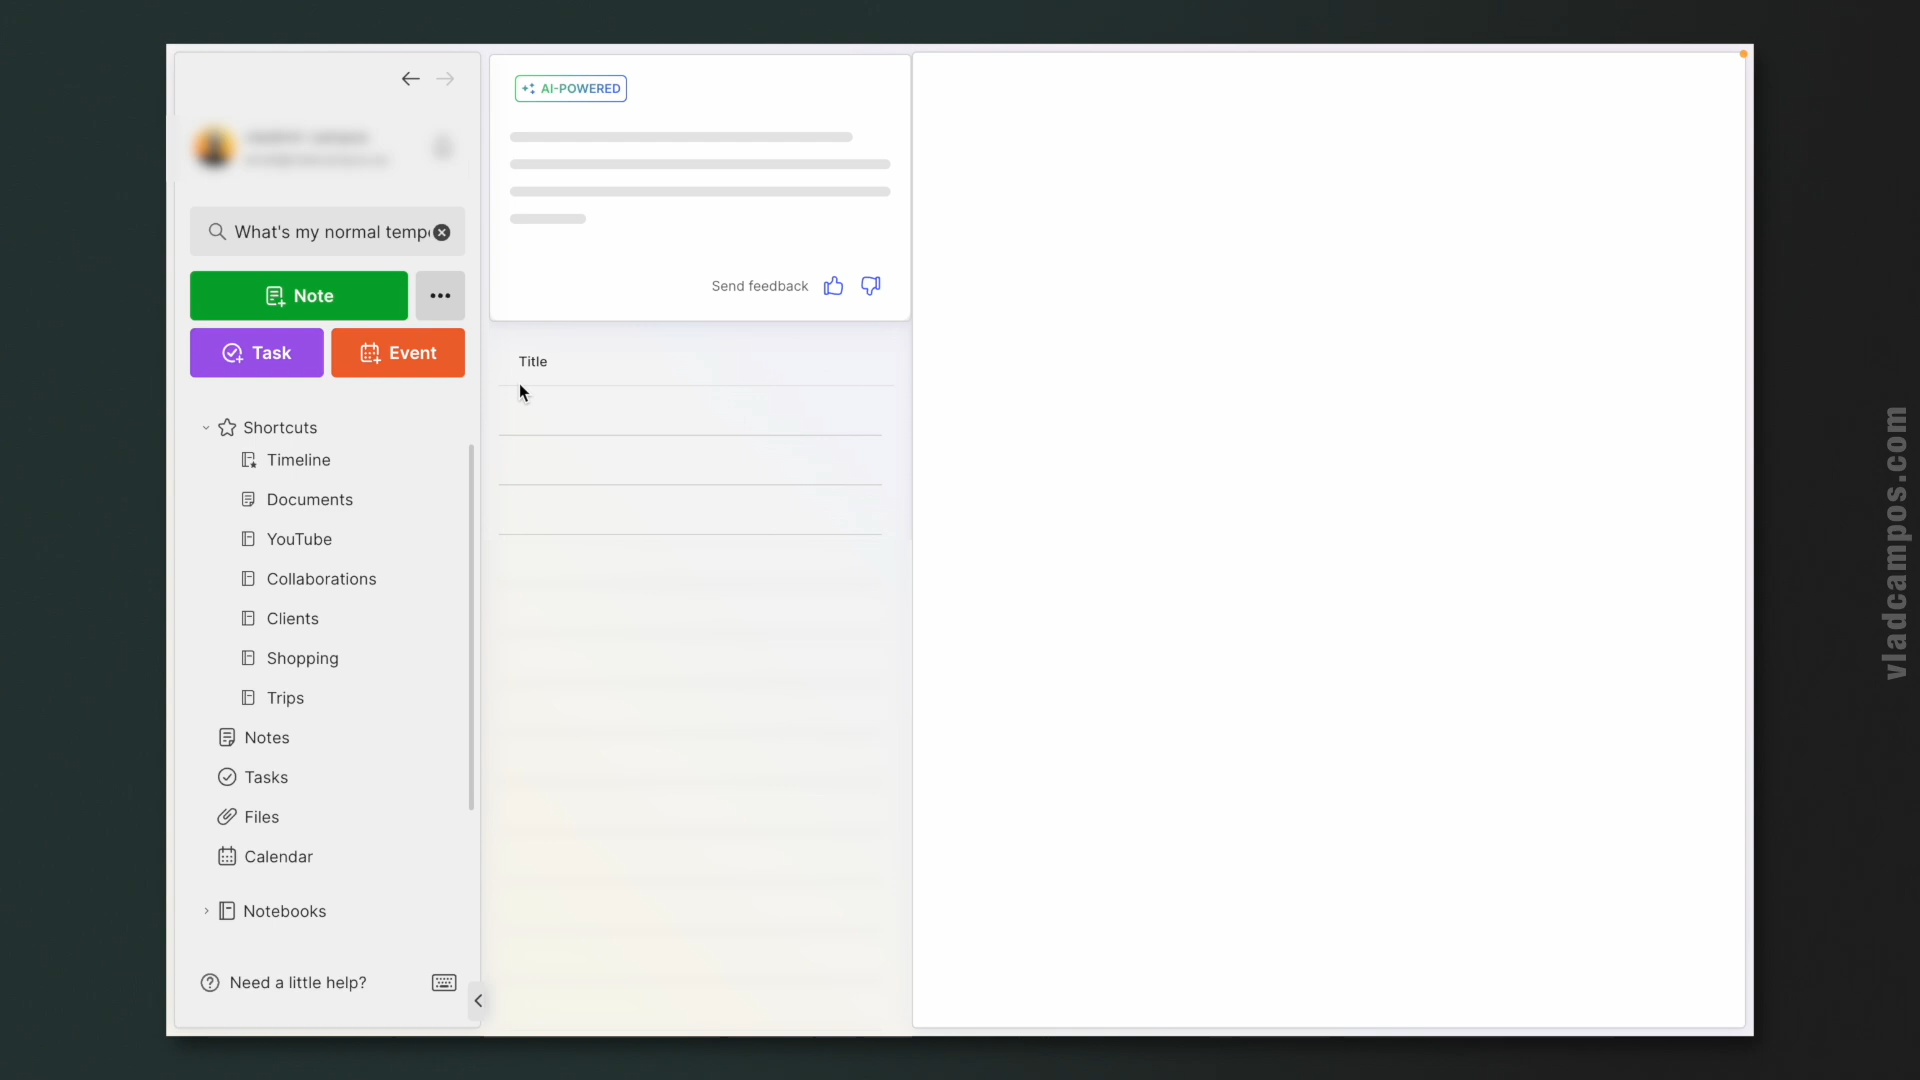 AI-POWERED
What's my normal temp
Send feedback
Note
Task
Event
Title
Shortcuts
Timeline
Documents
YouTube
Collaborations
Clients
Shopping
Trips
Notes
Tasks
Files
Calendar
Notebooks
Need a little help?
vladcampos.com